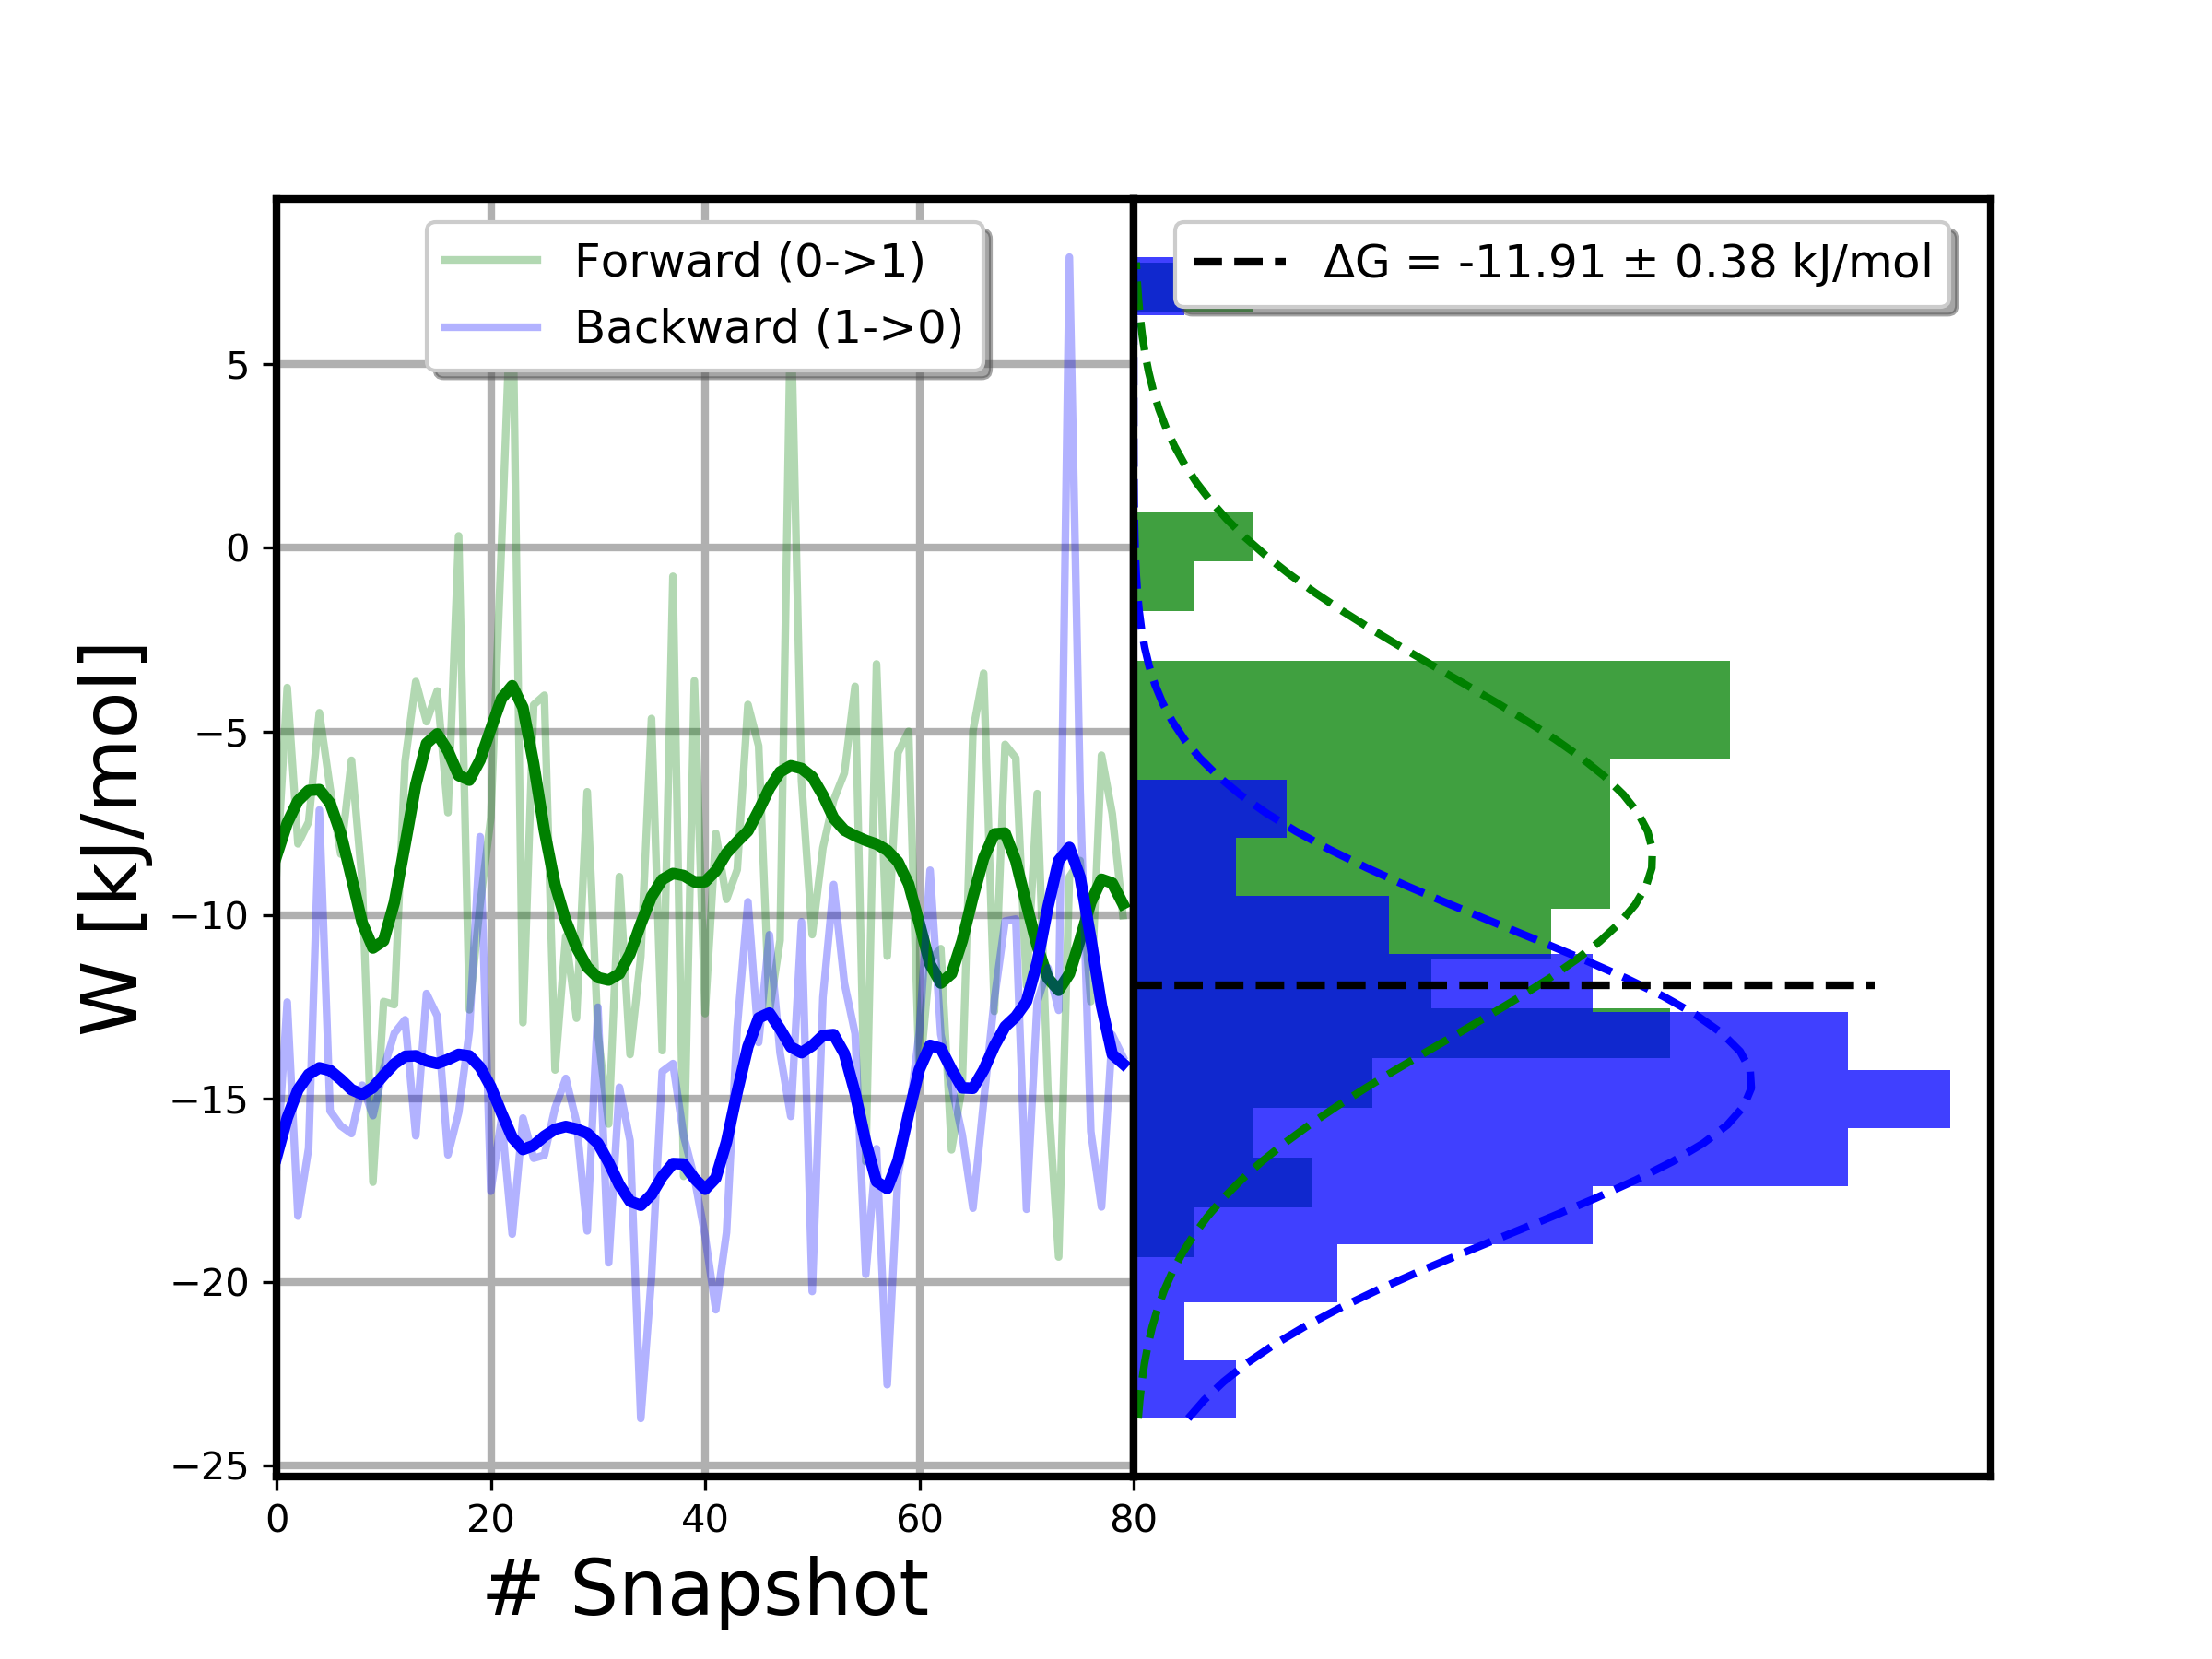 Forward (0->1)
Backward (1->0)
ΔG = -11.91 ± 0.38 kJ/mol
W [kJ/mol]
5
0
−5
−10
−15
−20
−25
0 20 40 60 80
# Snapshot